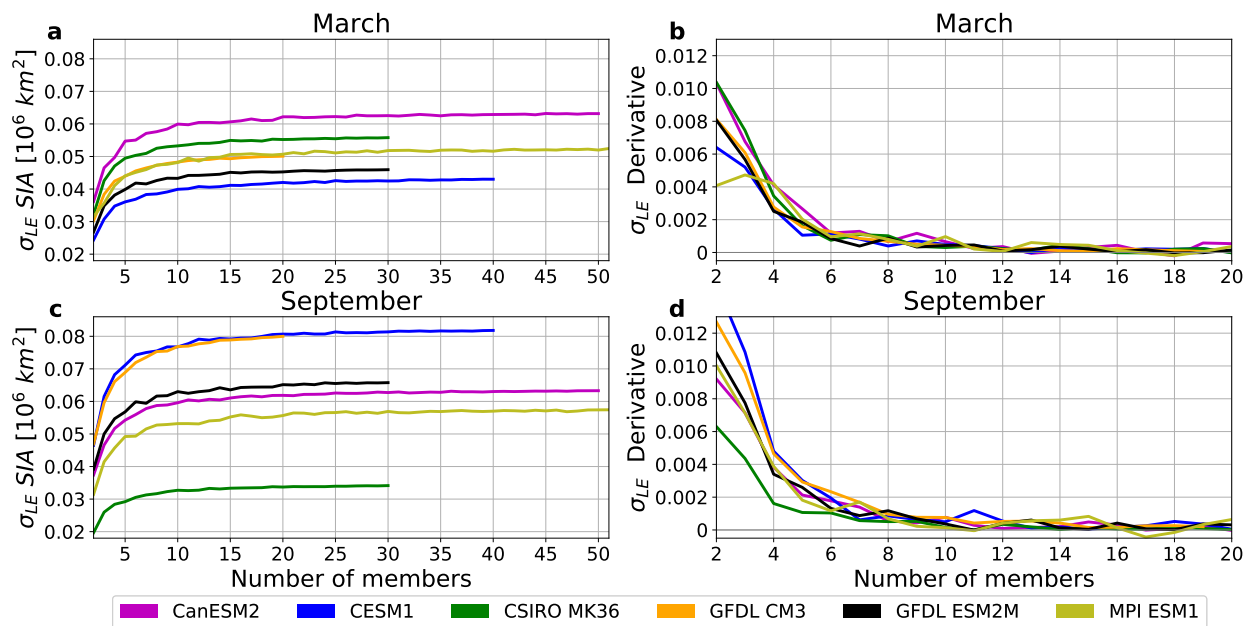 a March
σLE SIA [10^6 km^2]
0.08
0.07
0.06
0.05
0.04
0.03
0.02
5 10 15 20 25 30 35 40 45 50
b March
σLE Derivative
0.012
0.010
0.008
0.006
0.004
0.002
0
2 4 6 8 10 12 14 16 18 20
c September
σLE SIA [10^6 km^2]
0.08
0.07
0.06
0.05
0.04
0.03
0.02
5 10 15 20 25 30 35 40 45 50
Number of members
d September
σLE Derivative
0.012
0.010
0.008
0.006
0.004
0.002
0
2 4 6 8 10 12 14 16 18 20
Number of members
CanESM2 CESM1 CSIRO MK36 GFDL CM3 GFDL ESM2M MPI ESM1